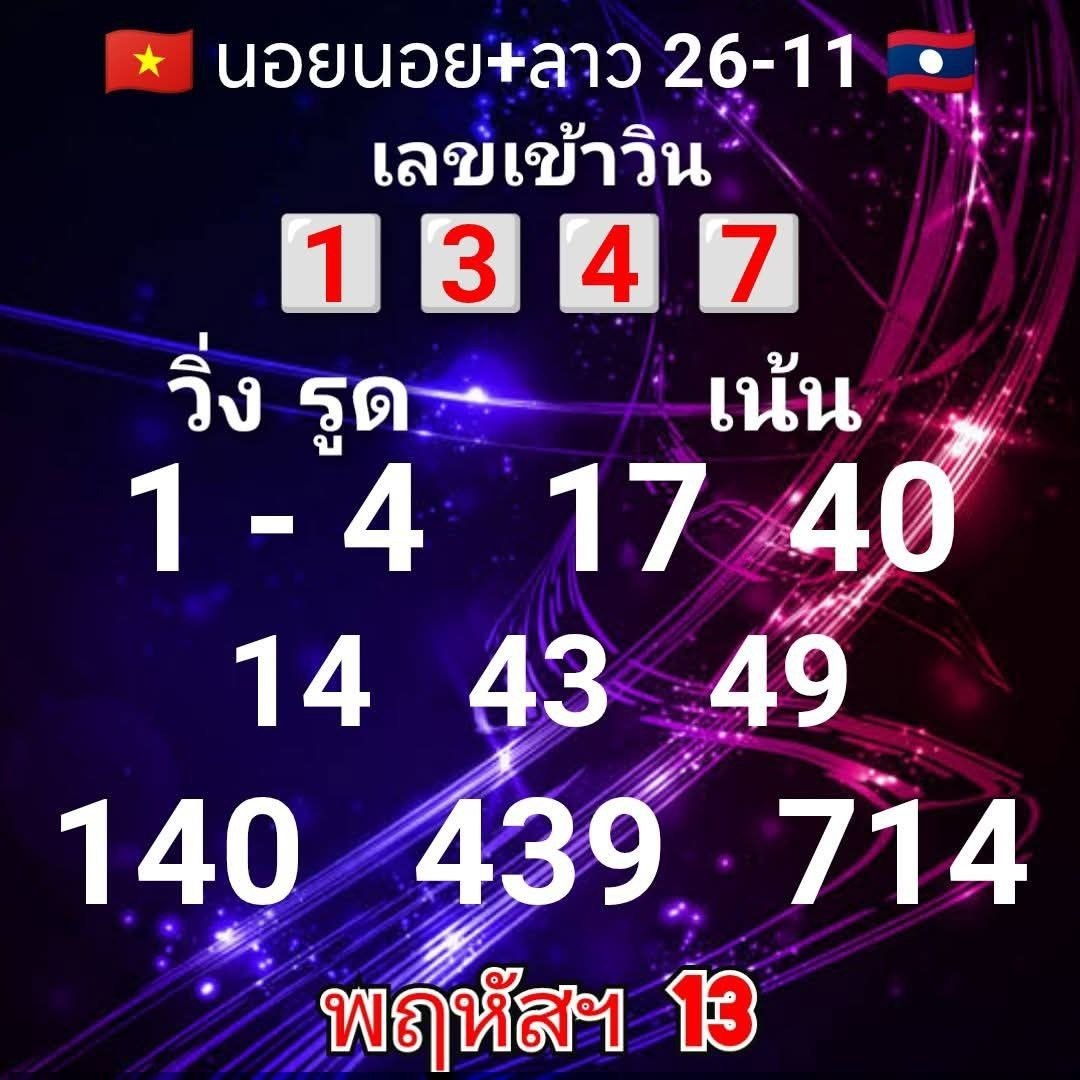 🇻🇳 นอยนอย+ลาว 26-11 🇱🇦
เลขเข้าวิน
1 3 4 7
วิ่ง รูด เน้น
1 - 4 17 40
14 43 49
140 439 714
พฤหัสฯ 13